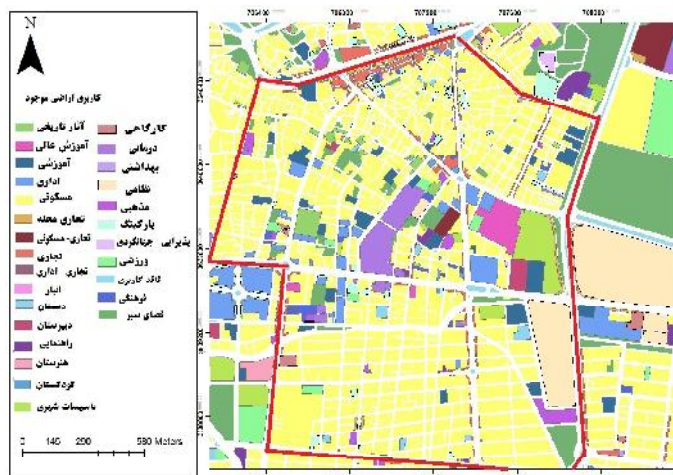 N
کاربری اراضی موجود
آثار تاریخی
آموزش عالی
آموزشی
اداری
مسکونی
تجاری محله
تجاری-مسکونی
تجاری
تجاری اداری
انبار
دبستان
دبیرستان
راهنمایی
هنرستان
کودکستان
تاسیسات شهری
کارگاهی
درمانی
بهداشتی
نظامی
مذهبی
پارکینگ
پذیرایی جهانگردی
ورزشی
فاقد کاربری
فرهنگی
فضای سبز
0 145 290 580 Meters